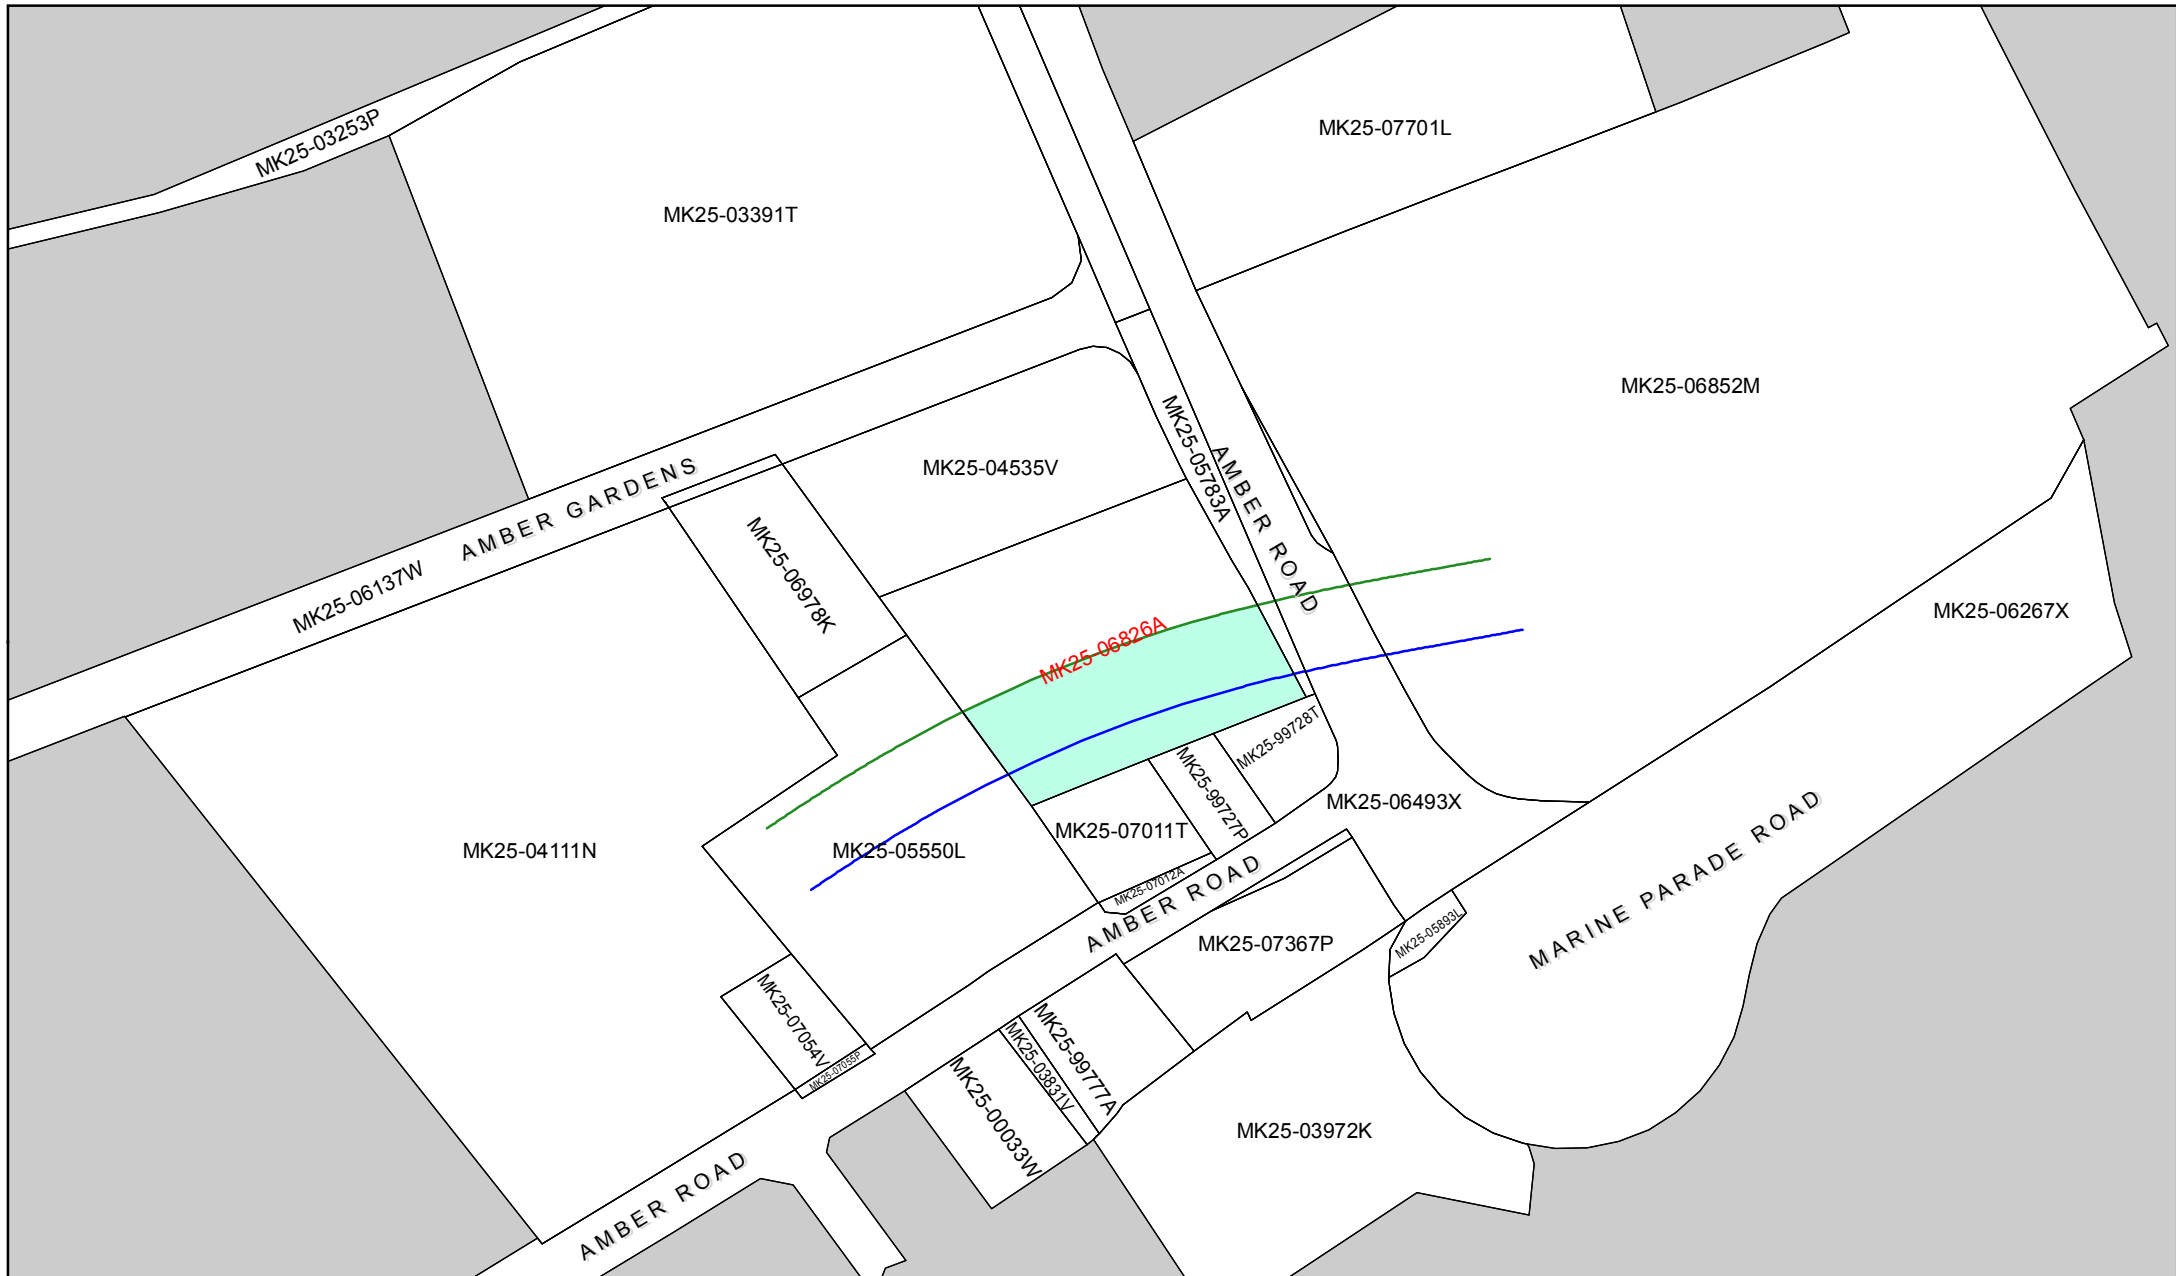 MK25-03253P
MK25-07701L
MK25-03391T
MK25-06852M
MK25-05783A
AMBER ROAD
MK25-04535V
AMBER GARDENS
MK25-06137W
MK25-06978K
MK25-06826A
MK25-06267X
MK25-99728T
MK25-99727P
MK25-06493X
MK25-07011T
MK25-04111N
MK25-05550L
MK25-07012A
AMBER ROAD
MARINE PARADE ROAD
MK25-05893L
MK25-07367P
MK25-07054V
MK25-07055P
MK25-99777A
MK25-03831V
MK25-00033W
MK25-03972K
AMBER ROAD